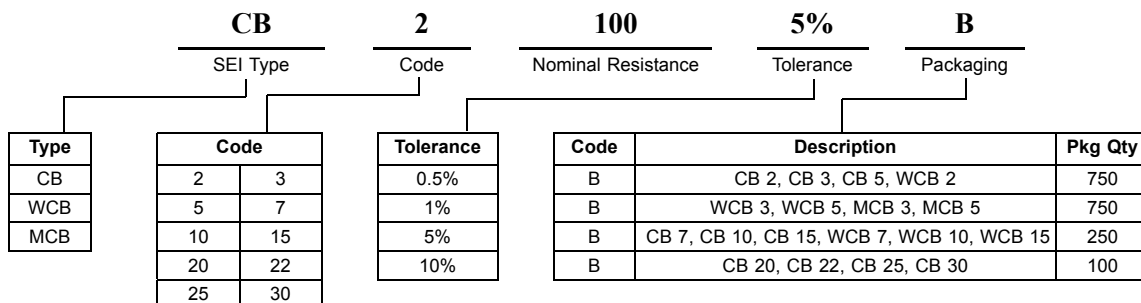 CB 2 100 5% B
SEI Type Code Nominal Resistance Tolerance Packaging
Type Code Tolerance Code Description Pkg Qty
CB 2 3 0.5% B CB 2, CB 3, CB 5, WCB 2 750
WCB 5 7 1% B WCB 3, WCB 5, MCB 3, MCB 5 750
MCB 10 15 5% B CB 7, CB 10, CB 15, WCB 7, WCB 10, WCB 15 250
20 22 10% B CB 20, CB 22, CB 25, CB 30 100
25 30